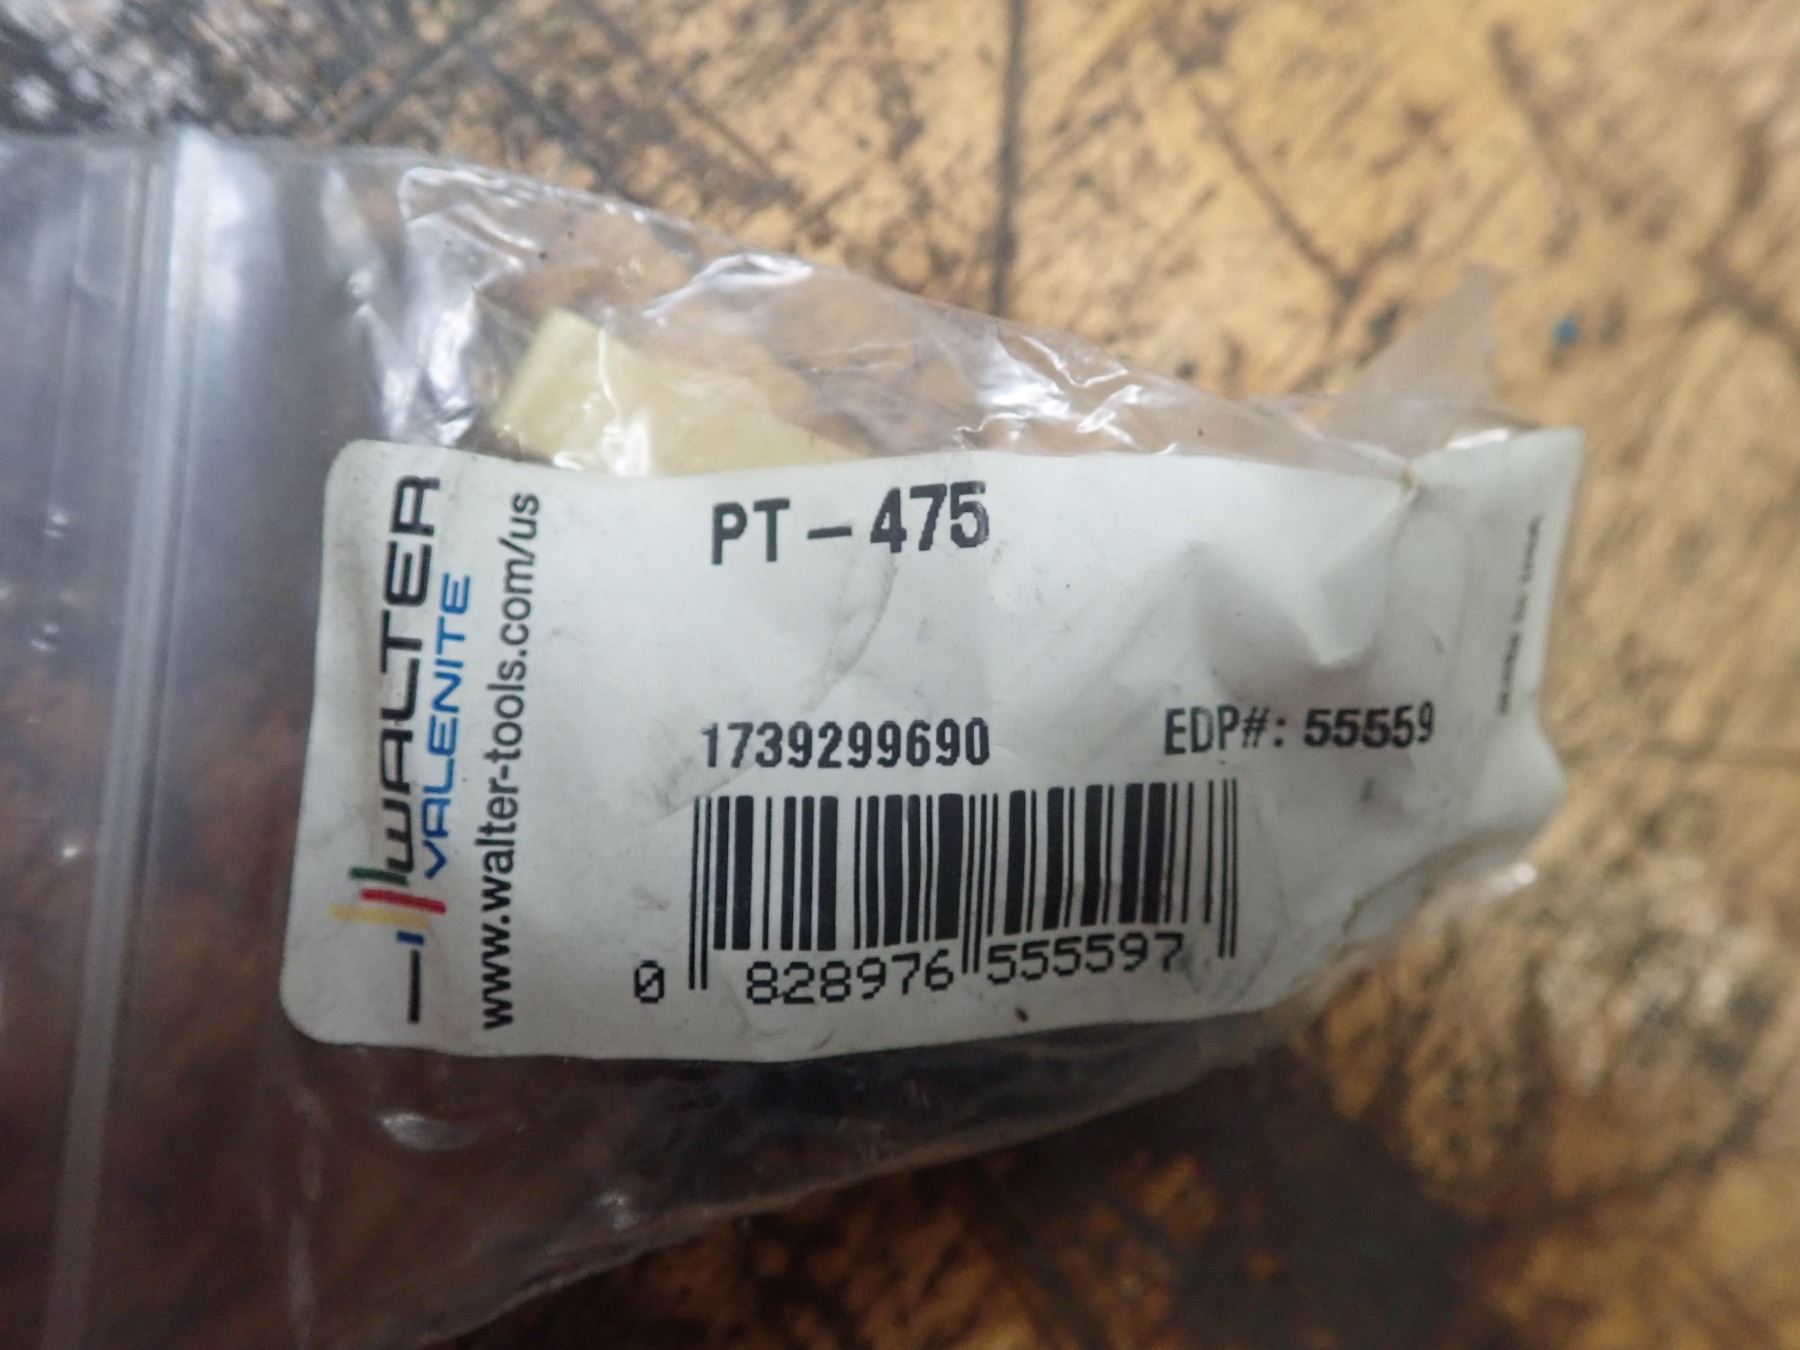 WALTER
VALENITE
www.walter-tools.com/us
PT-475
1739299690
EDP#: 55559
0 828976 555597